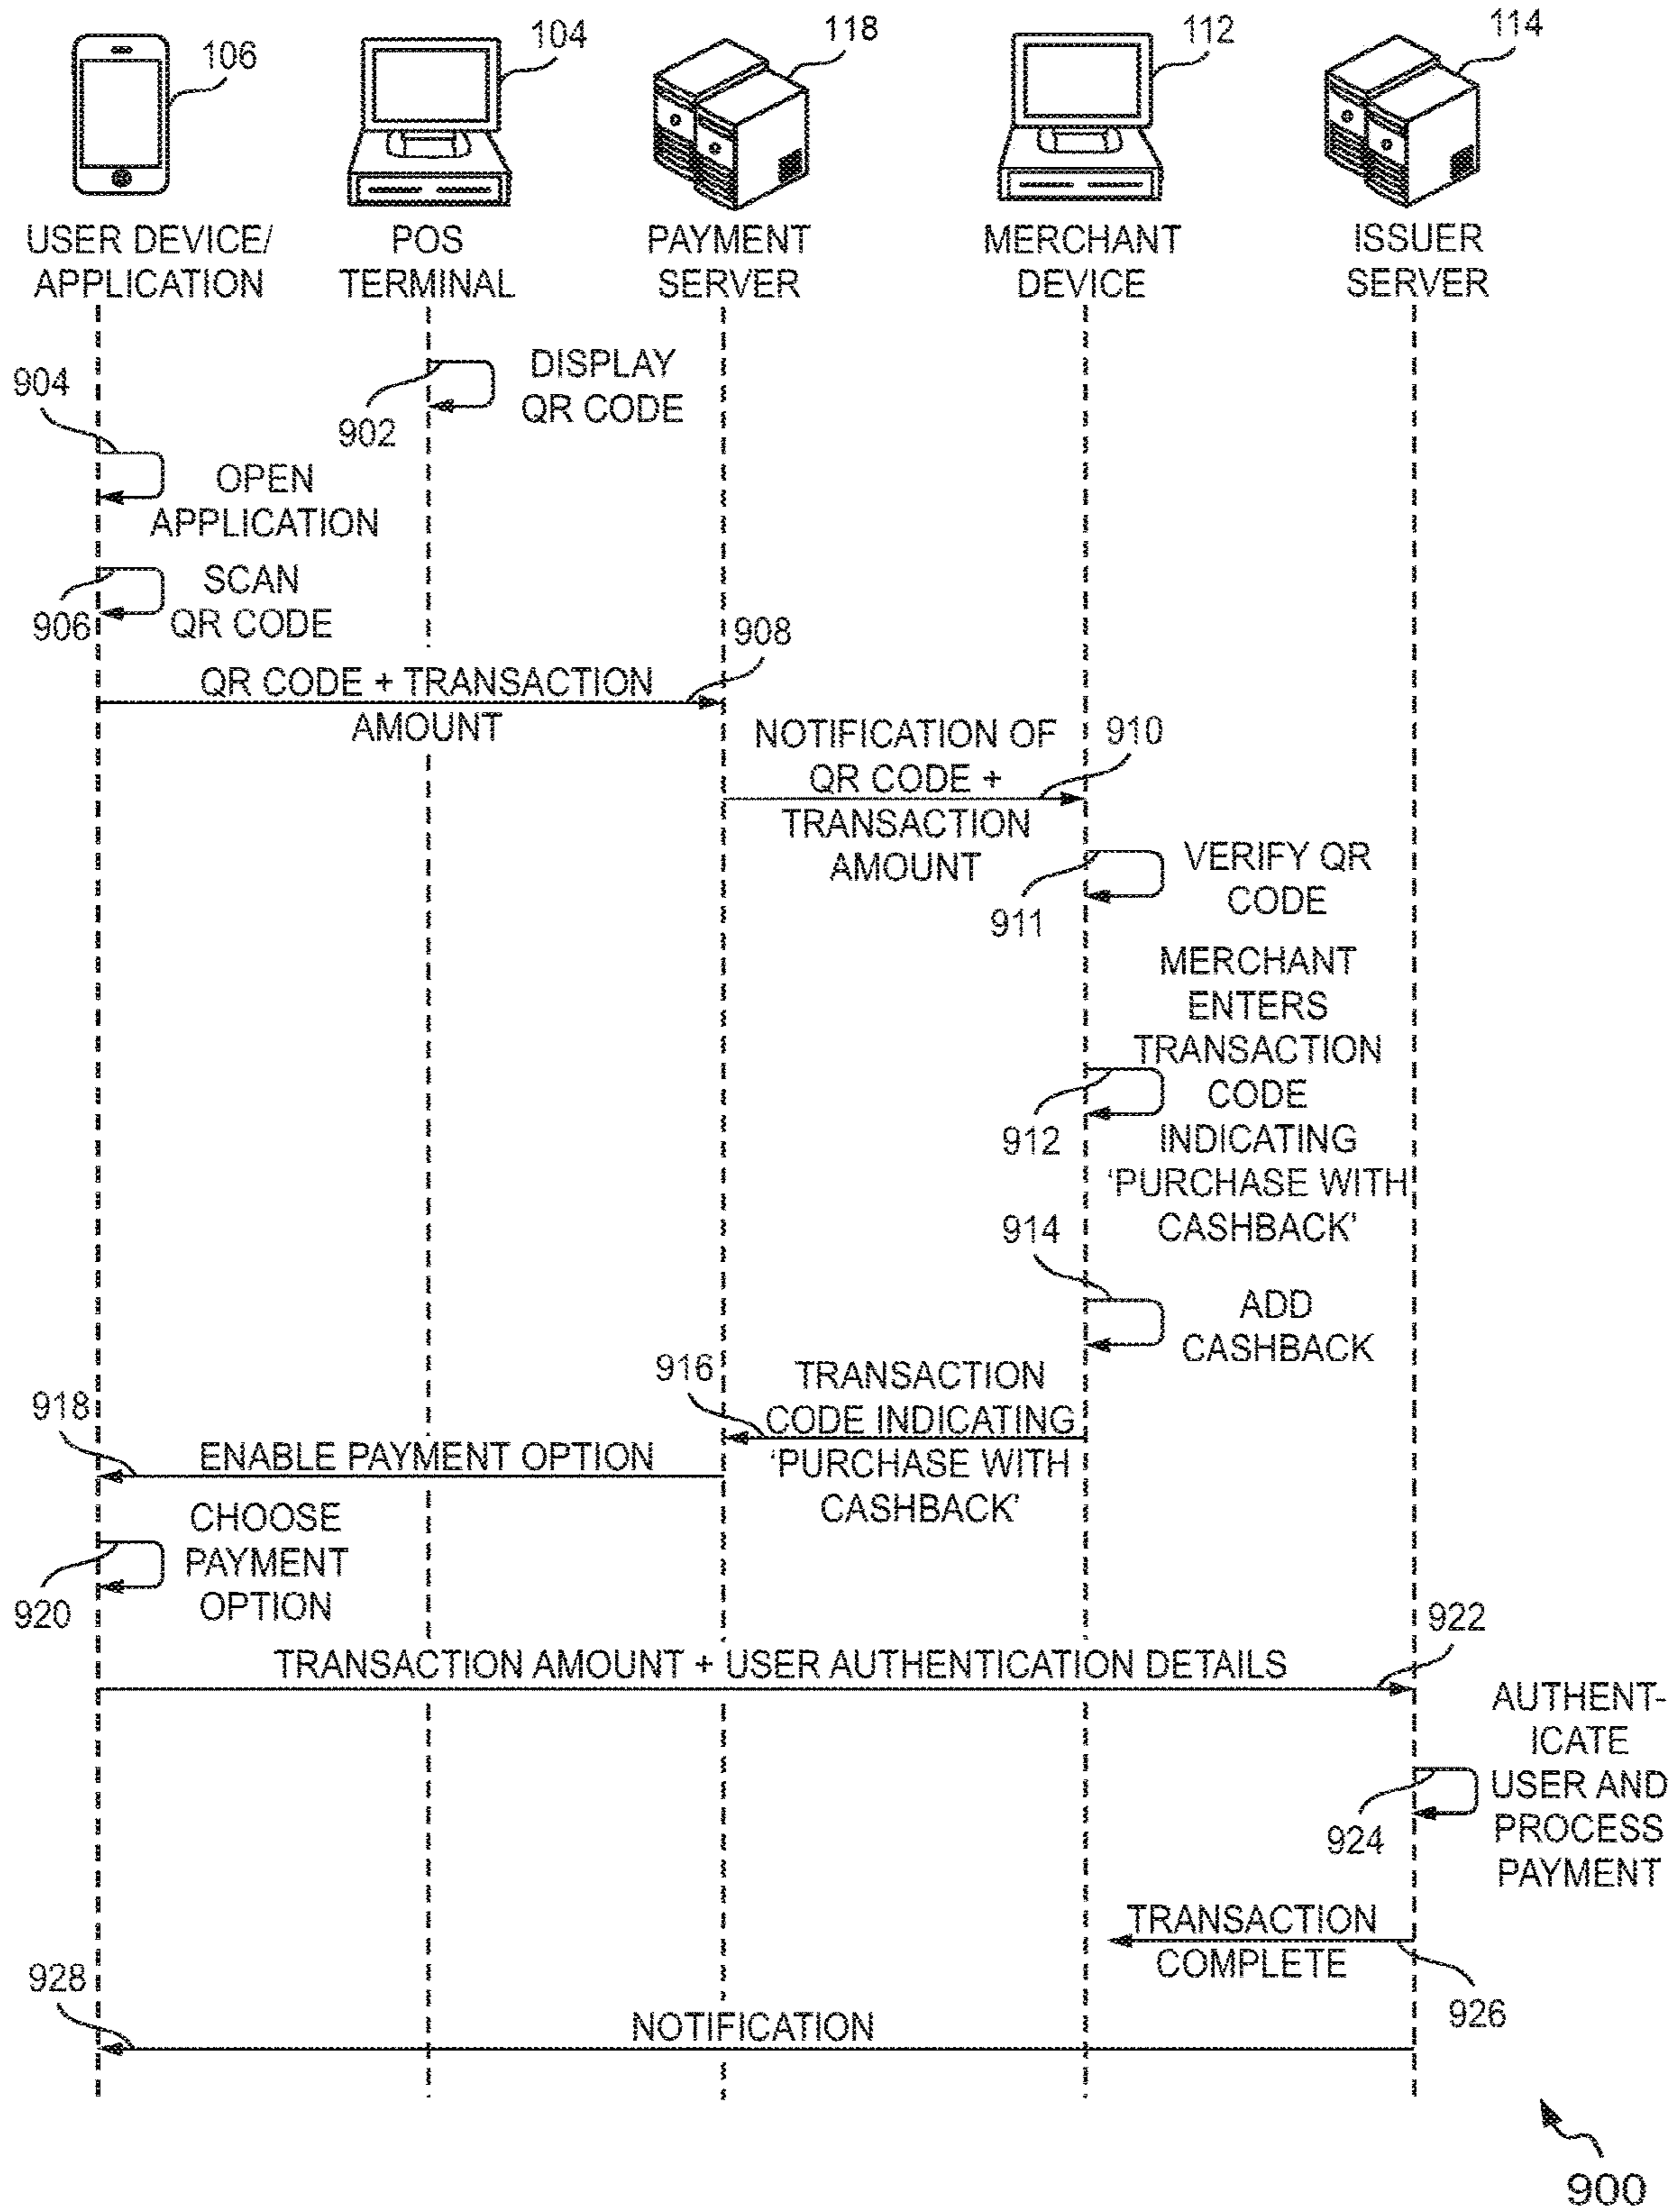 106
104
118
112
114
USER DEVICE/
APPLICATION
POS
TERMINAL
PAYMENT
SERVER
MERCHANT
DEVICE
ISSUER
SERVER
DISPLAY
QR CODE
902
904
OPEN
APPLICATION
SCAN
QR CODE
906
908
QR CODE + TRANSACTION
AMOUNT
NOTIFICATION OF
QR CODE +
TRANSACTION
AMOUNT
910
VERIFY QR
CODE
911
MERCHANT
ENTERS
TRANSACTION
CODE
INDICATING
‘PURCHASE WITH
CASHBACK’
912
914
ADD
CASHBACK
916
TRANSACTION
CODE INDICATING
‘PURCHASE WITH
CASHBACK’
918
ENABLE PAYMENT OPTION
CHOOSE
PAYMENT
OPTION
920
922
TRANSACTION AMOUNT + USER AUTHENTICATION DETAILS
AUTHENT-
ICATE
USER AND
PROCESS
PAYMENT
924
TRANSACTION
COMPLETE
926
928
NOTIFICATION
900